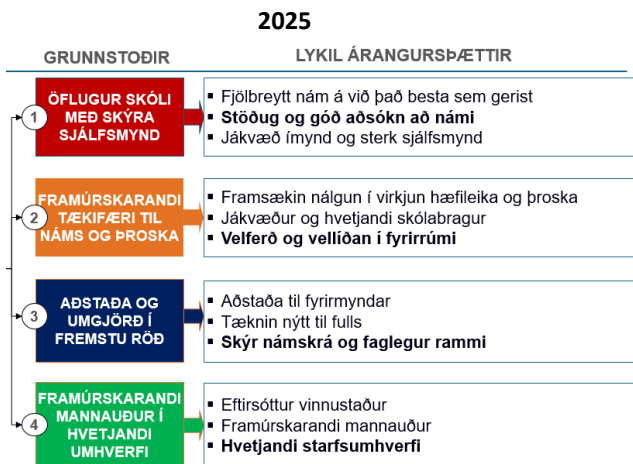 2025
GRUNNSTOÐIR
LYKIL ÁRANGURSÞÆTTIR
1
ÖFLUGUR SKÓLI
MEÐ SKÝRA
SJÁLFSMYND
▪ Fjölbreytt nám á við það besta sem gerist
▪ Stöðug og góð aðsókn að námi
▪ Jákvæð ímynd og sterk sjálfsmynd
2
FRAMÚRSKARANDI
TÆKIFÆRI TIL
NÁMS OG ÞROSKA
▪ Framsækin nálgun í virkjun hæfileika og þroska
▪ Jákvæður og hvetjandi skólabragur
▪ Velferð og vellíðan í fyrirrúmi
3
AÐSTAÐA OG
UMGJÖRÐ Í
FREMSTU RÖÐ
▪ Aðstaða til fyrirmyndar
▪ Tæknin nýtt til fulls
▪ Skýr námskrá og faglegur rammi
4
FRAMÚRSKARANDI
MANNAUÐUR Í
HVETJANDI
UMHVERFI
▪ Eftirsóttur vinnustaður
▪ Framúrskarandi mannauður
▪ Hvetjandi starfsumhverfi